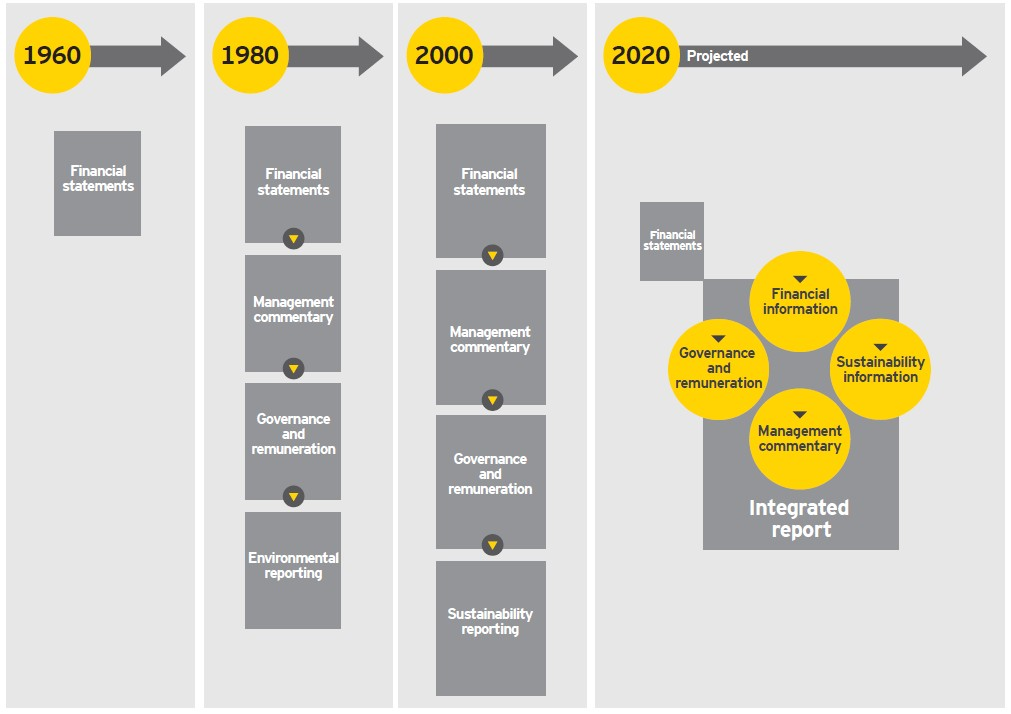 1960
Financial
statements
1980
Financial
statements
Management
commentary
Governance
and
remuneration
Environmental
reporting
2000
Financial
statements
Management
commentary
Governance
and
remuneration
Sustainability
reporting
2020 Projected
Financial
statements
Financial
information
Governance
and
remuneration
Sustainability
information
Management
commentary
Integrated
report